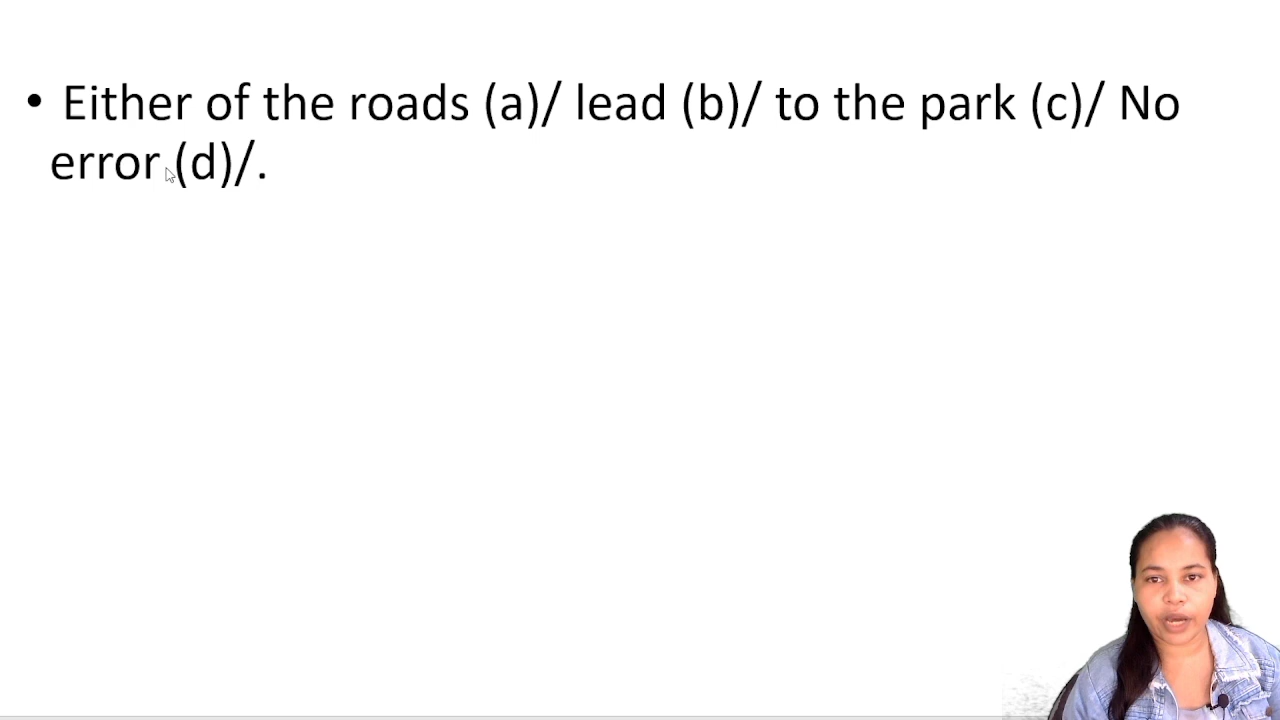 • Either of the roads (a)/ lead (b)/ to the park (c)/ No
error (d)/.